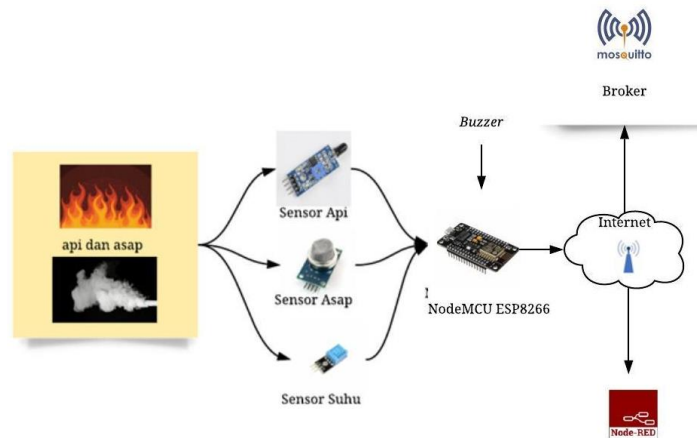 mosquitto
Broker
Buzzer
Sensor Api
api dan asap
Internet
Sensor Asap
NodeMCU ESP8266
Sensor Suhu
Node-RED